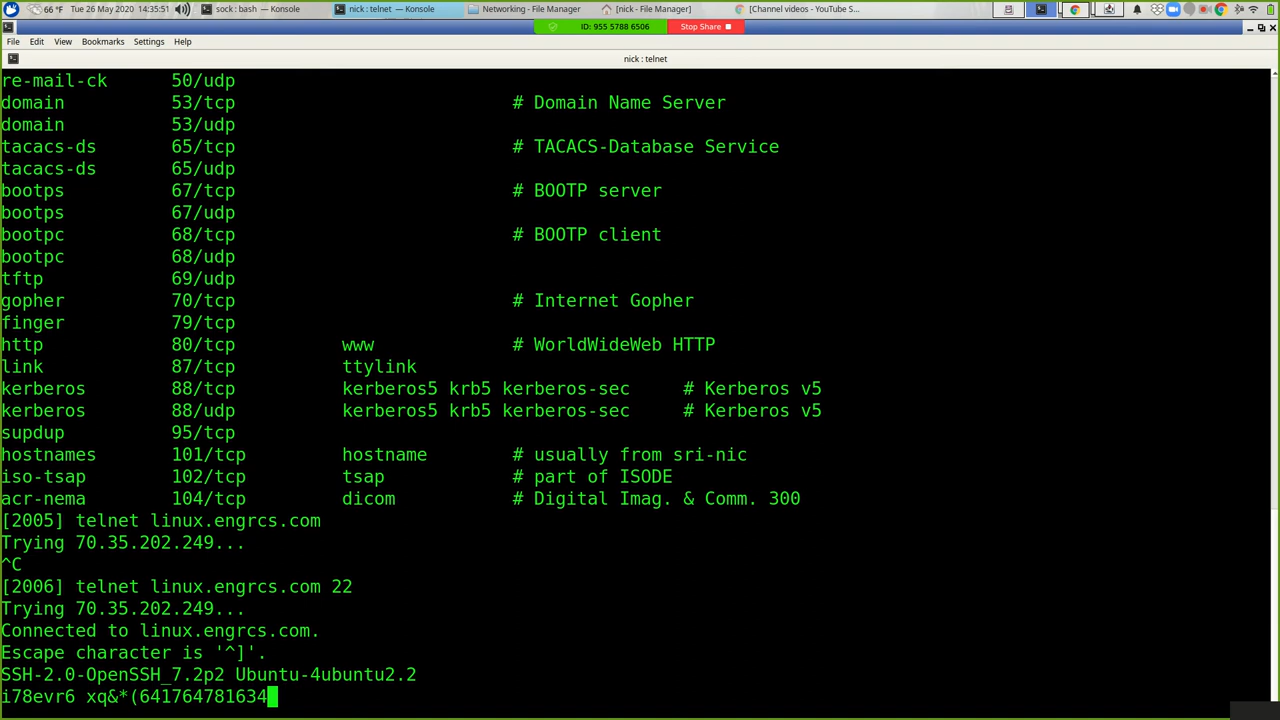 66 °F Tue 26 May 2020 14:35:51 sock : bash — Konsole nick : telnet — Konsole Networking - File Manager [nick - File Manager] [Channel videos - YouTube S...
ID: 955 5788 6506 Stop Share
File Edit View Bookmarks Settings Help
nick : telnet
re-mail-ck 50/udp
domain 53/tcp # Domain Name Server
domain 53/udp
tacacs-ds 65/tcp # TACACS-Database Service
tacacs-ds 65/udp
bootps 67/tcp # BOOTP server
bootps 67/udp
bootpc 68/tcp # BOOTP client
bootpc 68/udp
tftp 69/udp
gopher 70/tcp # Internet Gopher
finger 79/tcp
http 80/tcp www # WorldWideWeb HTTP
link 87/tcp ttylink
kerberos 88/tcp kerberos5 krb5 kerberos-sec # Kerberos v5
kerberos 88/udp kerberos5 krb5 kerberos-sec # Kerberos v5
supdup 95/tcp
hostnames 101/tcp hostname # usually from sri-nic
iso-tsap 102/tcp tsap # part of ISODE
acr-nema 104/tcp dicom # Digital Imag. & Comm. 300
[2005] telnet linux.engrcs.com
Trying 70.35.202.249...
^C
[2006] telnet linux.engrcs.com 22
Trying 70.35.202.249...
Connected to linux.engrcs.com.
Escape character is '^]'.
SSH-2.0-OpenSSH_7.2p2 Ubuntu-4ubuntu2.2
i78evr6 xq&*(641764781634